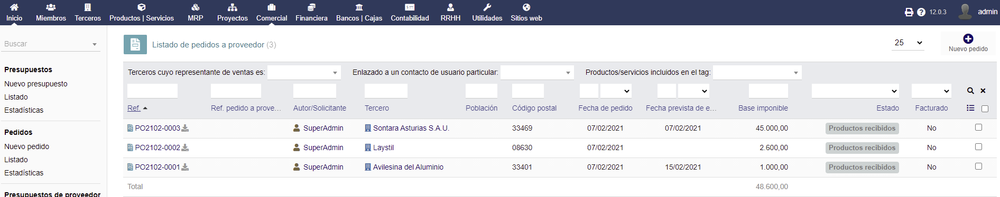 Inicio Miembros Terceros Productos | Servicios MRP Proyectos Comercial Financiera Bancos | Cajas Contabilidad RRHH Utilidades Sitios web 12.0.3 admin
Buscar
Presupuestos
Nuevo presupuesto
Listado
Estadísticas
Pedidos
Nuevo pedido
Listado
Estadísticas
Presupuestos de proveedor
Listado de pedidos a proveedor (3) 25 Nuevo pedido
Terceros cuyo representante de ventas es: Enlazado a un contacto de usuario particular: Productos/servicios incluidos en el tag:
Ref. Ref. pedido a prove... Autor/Solicitante Tercero Población Código postal Fecha de pedido Fecha prevista de e... Base imponible Estado Facturado
PO2102-0003 SuperAdmin Sontara Asturias S.A.U. 33469 07/02/2021 07/02/2021 45.000,00 Productos recibidos No
PO2102-0002 SuperAdmin Laystil 08630 07/02/2021 2.600,00 Productos recibidos No
PO2102-0001 SuperAdmin Avilesina del Aluminio 33401 07/02/2021 15/02/2021 1.000,00 Productos recibidos No
Total 48.600,00